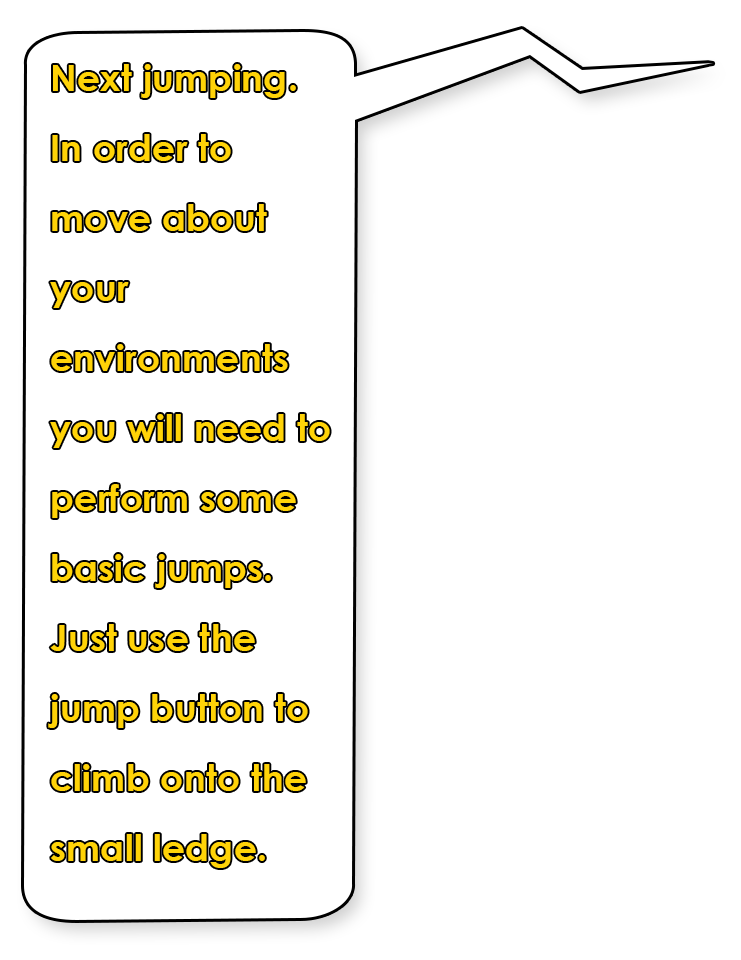 Next jumping.
In order to
move about
your
environments
you will need to
perform some
basic jumps.
Just use the
jump button to
climb onto the
small ledge.